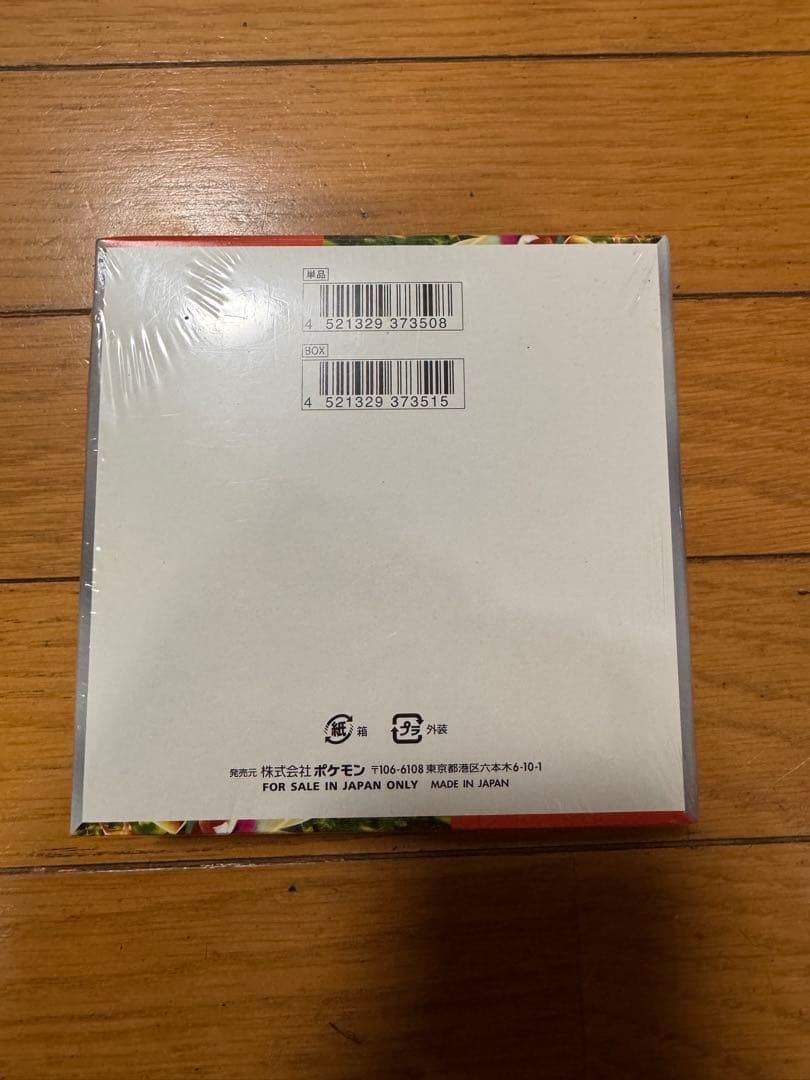 単品
4 521329 373508
BOX
4 521329 373515
紙 箱 プラ 外装
発売元 株式会社 ポケモン 〒106-6108 東京都港区六本木6-10-1
FOR SALE IN JAPAN ONLY MADE IN JAPAN